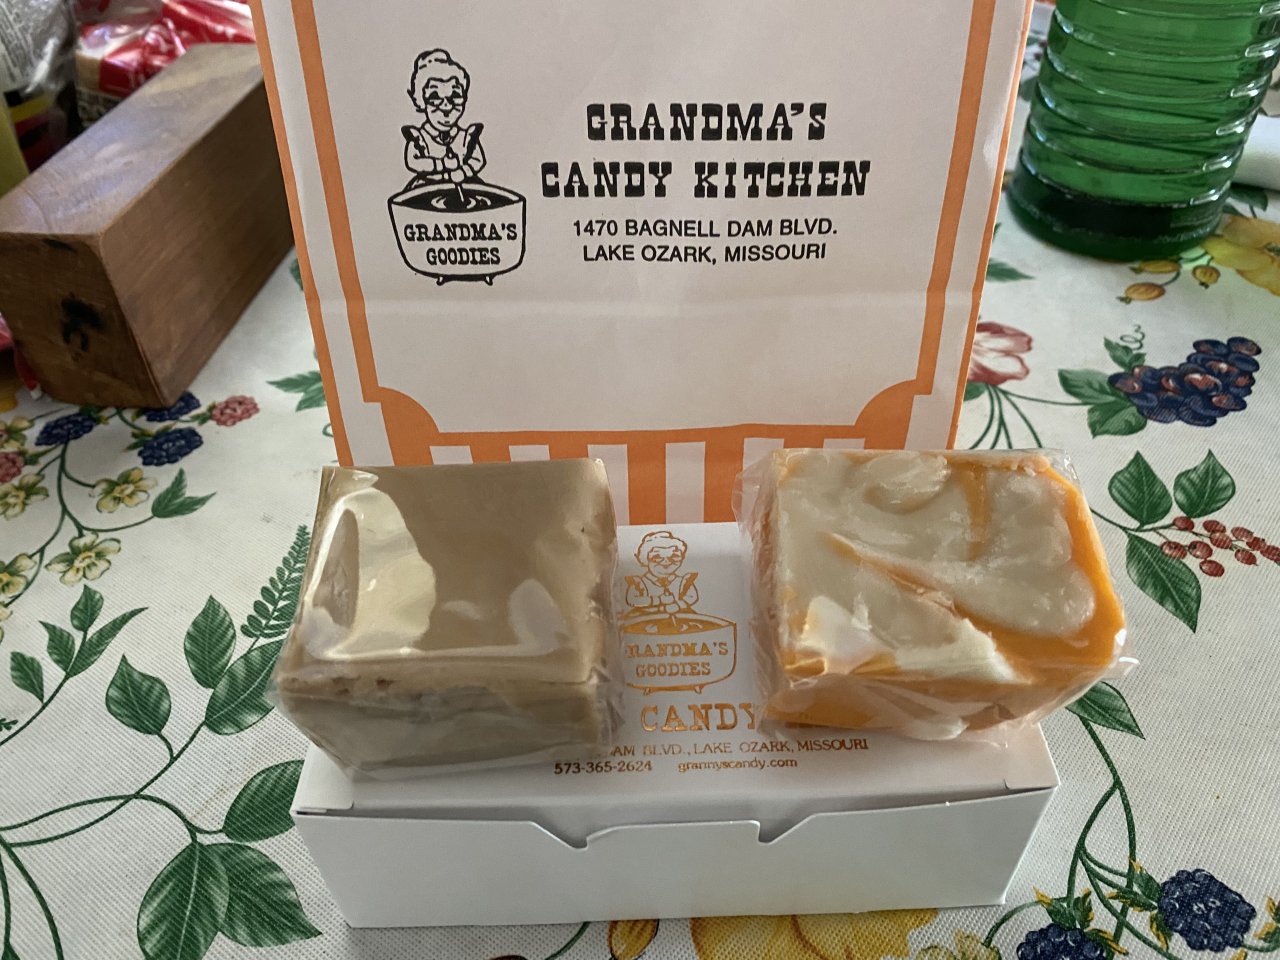 GRANDMA'S
CANDY KITCHEN
1470 BAGNELL DAM BLVD.
LAKE OZARK, MISSOURI
GRANDMA'S
GOODIES
GRANDMA'S
GOODIES
CANDY
DAM BLVD., LAKE OZARK, MISSOURI
573-365-2624 grannyscandy.com